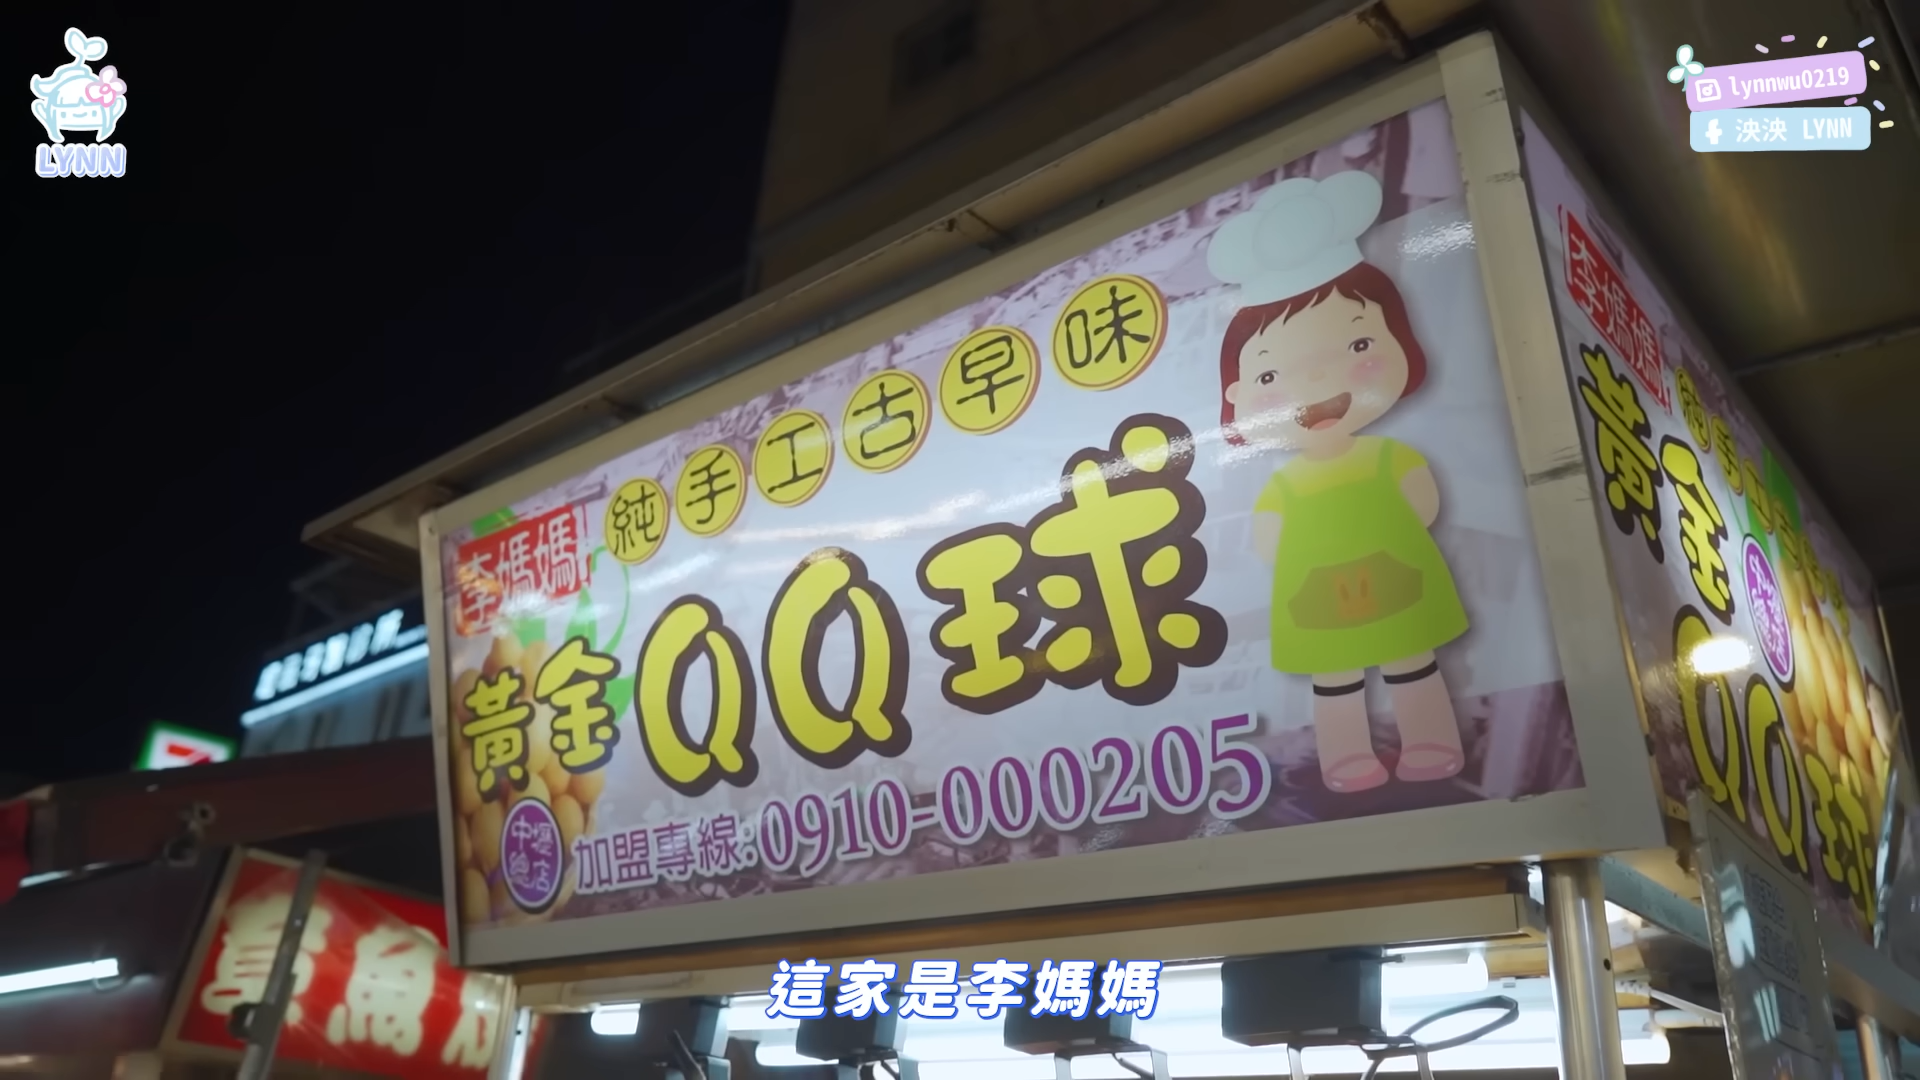 LYNN
lynnwu0219
泱泱 LYNN
純手工古早味
李媽媽
黃金QQ球
中壢總店
加盟專線:0910-000205
李媽媽
黃金QQ球
這家是李媽媽